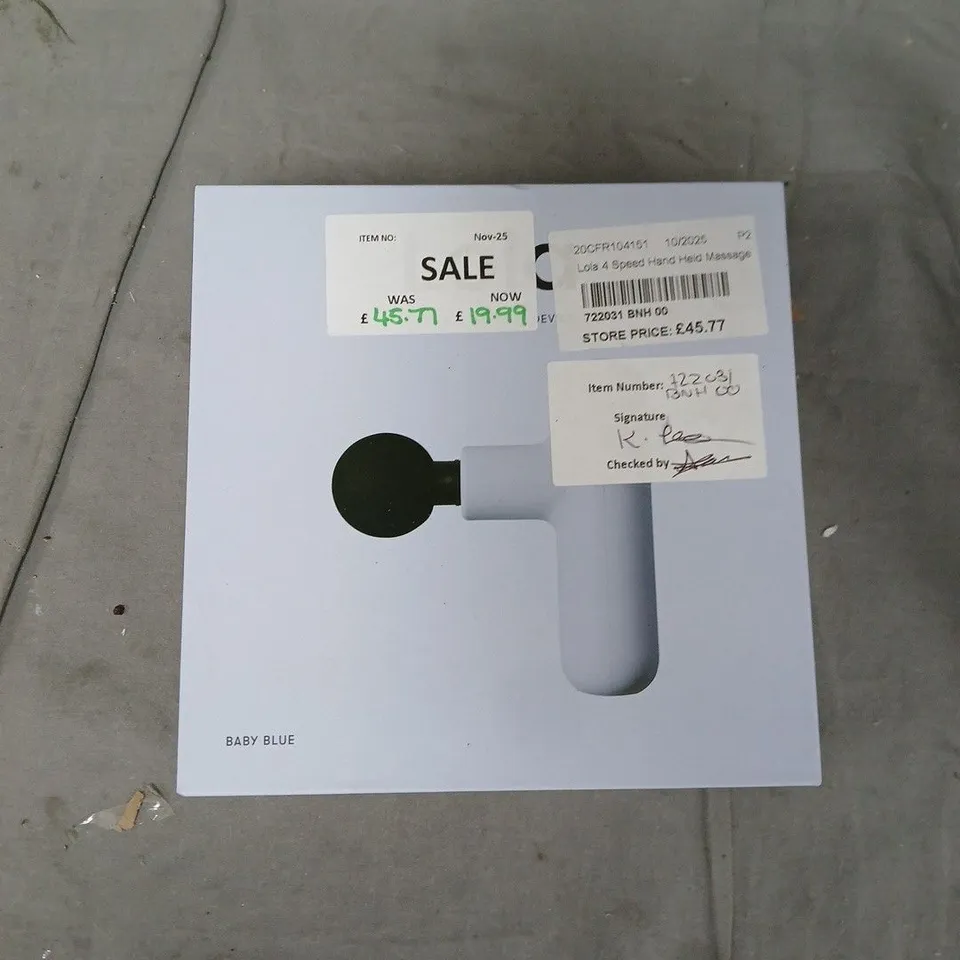 ITEM NO: Nov-25
SALE
WAS NOW
£ 45.77 £ 19.99
20CFR104151 10/2025 P2
Lola 4 Speed Hand Held Massage
722031 BNH 00
STORE PRICE: £45.77
Item Number: 722031
BNH 00
Signature
K.
Checked by
BABY BLUE